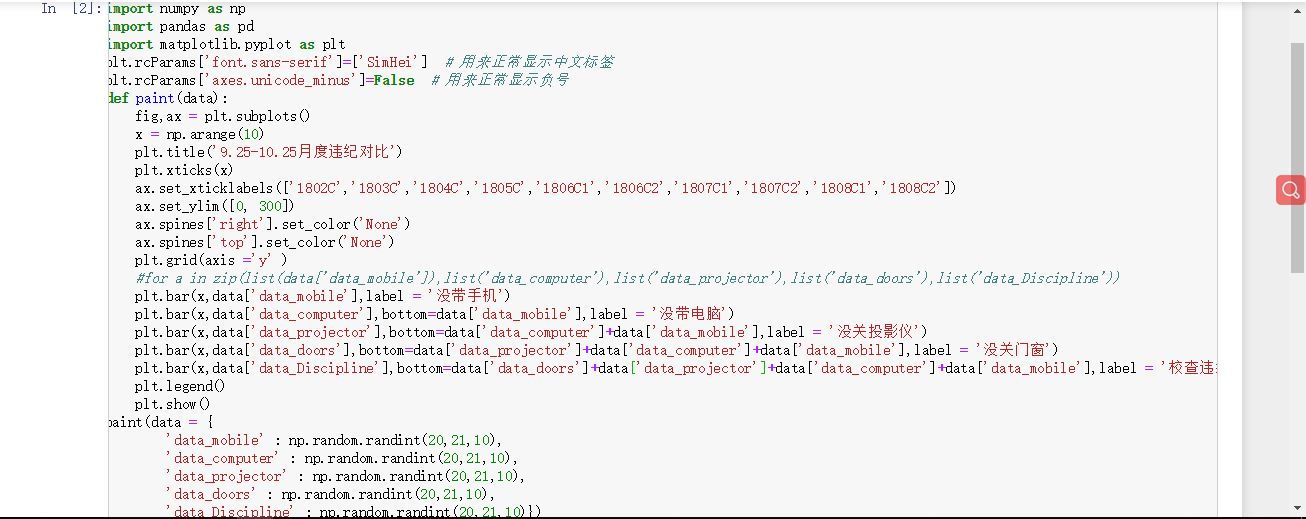 In [2]:
import numpy as np
import pandas as pd
import matplotlib.pyplot as plt
plt.rcParams['font.sans-serif']=['SimHei']  # 用来正常显示中文标签
plt.rcParams['axes.unicode_minus']=False  # 用来正常显示负号
def paint(data):
    fig,ax = plt.subplots()
    x = np.arange(10)
    plt.title('9.25-10.25月度违纪对比')
    plt.xticks(x)
    ax.set_xticklabels(['1802C','1803C','1804C','1805C','1806C1','1806C2','1807C1','1807C2','1808C1','1808C2'])
    ax.set_ylim([0, 300])
    ax.spines['right'].set_color('None')
    ax.spines['top'].set_color('None')
    plt.grid(axis ='y' )
    #for a in zip(list(data['data_mobile']),list('data_computer'),list('data_projector'),list('data_doors'),list('data_Discipline'))
    plt.bar(x,data['data_mobile'],label = '没带手机')
    plt.bar(x,data['data_computer'],bottom=data['data_mobile'],label = '没带电脑')
    plt.bar(x,data['data_projector'],bottom=data['data_computer']+data['data_mobile'],label = '没关投影仪')
    plt.bar(x,data['data_doors'],bottom=data['data_projector']+data['data_computer']+data['data_mobile'],label = '没关门窗')
    plt.bar(x,data['data_Discipline'],bottom=data['data_doors']+data['data_projector']+data['data_computer']+data['data_mobile'],label = '校查违
    plt.legend()
    plt.show()
paint(data = {
        'data_mobile' : np.random.randint(20,21,10),
        'data_computer' : np.random.randint(20,21,10),
        'data_projector' : np.random.randint(20,21,10),
        'data_doors' : np.random.randint(20,21,10),
        'data_Discipline' : np.random.randint(20,21,10)})